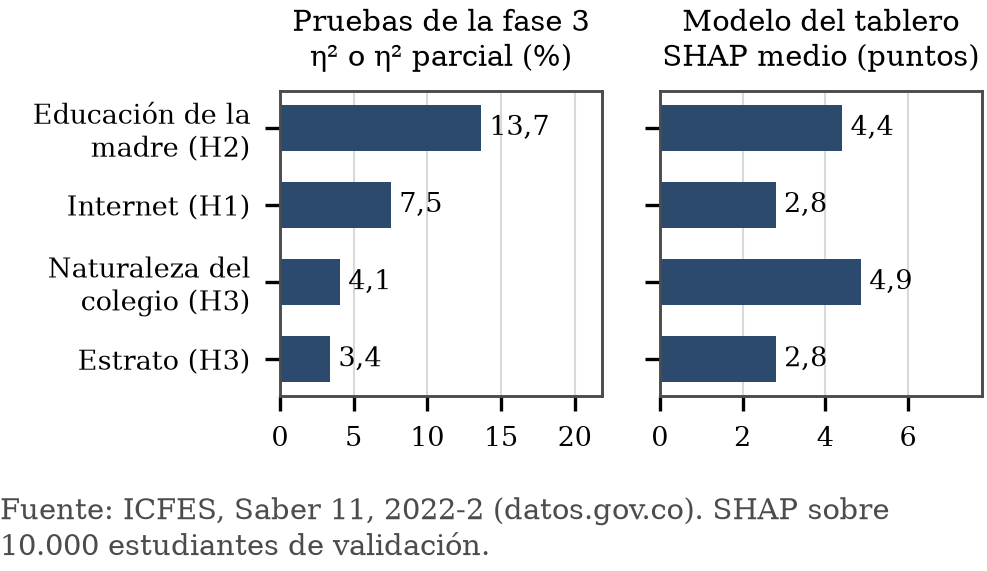 Pruebas de la fase 3
η² o η² parcial (%)
Modelo del tablero
SHAP medio (puntos)
Educación de la
madre (H2)
13,7
4,4
Internet (H1)
7,5
2,8
Naturaleza del
colegio (H3)
4,1
4,9
Estrato (H3)
3,4
2,8
0 5 10 15 20
0 2 4 6
Fuente: ICFES, Saber 11, 2022-2 (datos.gov.co). SHAP sobre
10.000 estudiantes de validación.